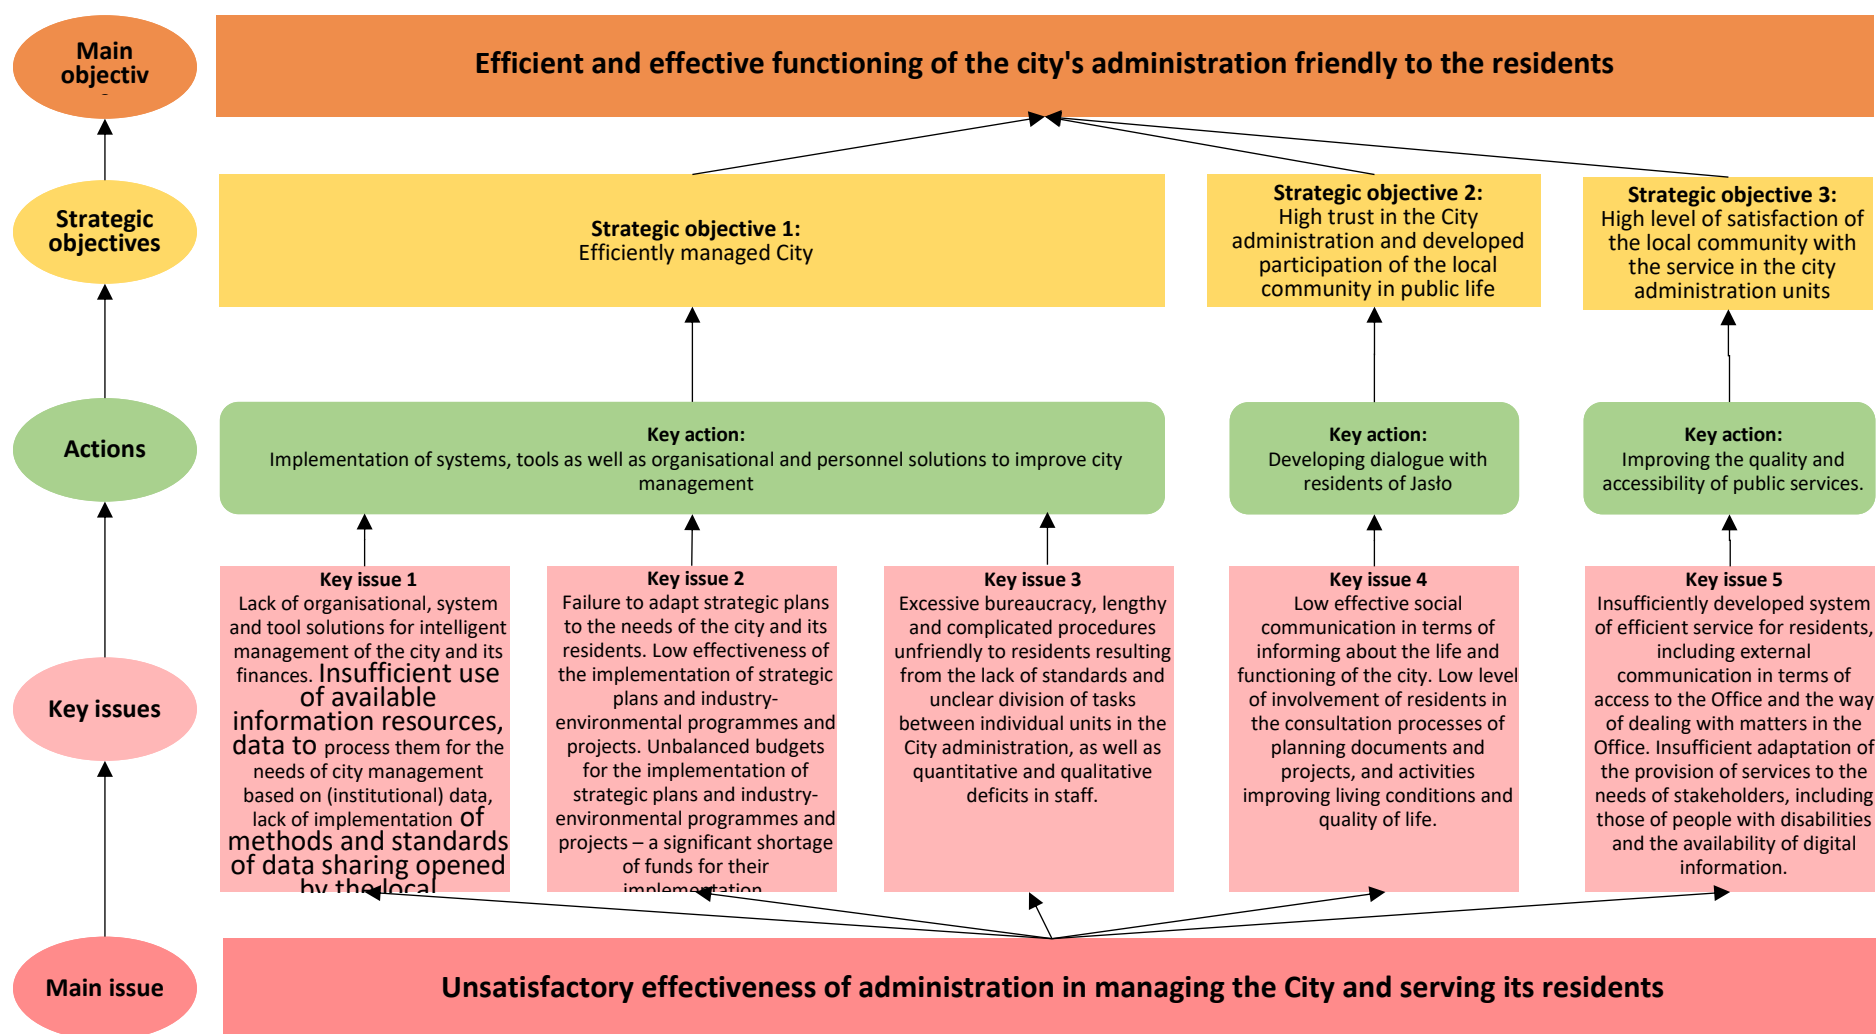 Main
objectiv
Efficient and effective functioning of the city's administration friendly to the residents
Strategic
objectives
Strategic objective 1:
Efficiently managed City
Strategic objective 2:
High trust in the City
administration and developed
participation of the local
community in public life
Strategic objective 3:
High level of satisfaction of
the local community with
the service in the city
administration units
Actions
Key action:
Implementation of systems, tools as well as organisational and personnel solutions to improve city
management
Key action:
Developing dialogue with
residents of Jasło
Key action:
Improving the quality and
accessibility of public services.
Key issues
Key issue 1
Lack of organisational, system
and tool solutions for intelligent
management of the city and its
finances. Insufficient use
of available
information resources,
data to process them for the
needs of city management
based on (institutional) data,
lack of implementation of
methods and standards
of data sharing opened
by the local
Key issue 2
Failure to adapt strategic plans
to the needs of the city and its
residents. Low effectiveness of
the implementation of strategic
plans and industry-
environmental programmes and
projects. Unbalanced budgets
for the implementation of
strategic plans and industry-
environmental programmes and
projects – a significant shortage
of funds for their
implementation
Key issue 3
Excessive bureaucracy, lengthy
and complicated procedures
unfriendly to residents resulting
from the lack of standards and
unclear division of tasks
between individual units in the
City administration, as well as
quantitative and qualitative
deficits in staff.
Key issue 4
Low effective social
communication in terms of
informing about the life and
functioning of the city. Low level
of involvement of residents in
the consultation processes of
planning documents and
projects, and activities
improving living conditions and
quality of life.
Key issue 5
Insufficiently developed system
of efficient service for residents,
including external
communication in terms of
access to the Office and the way
of dealing with matters in the
Office. Insufficient adaptation of
the provision of services to the
needs of stakeholders, including
those of people with disabilities
and the availability of digital
information.
Main issue
Unsatisfactory effectiveness of administration in managing the City and serving its residents